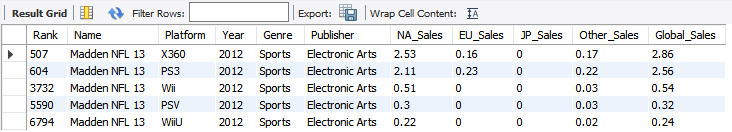 Result Grid Filter Rows: Export: Wrap Cell Content:
Rank Name Platform Year Genre Publisher NA_Sales EU_Sales JP_Sales Other_Sales Global_Sales
507 Madden NFL 13 X360 2012 Sports Electronic Arts 2.53 0.16 0 0.17 2.86
604 Madden NFL 13 PS3 2012 Sports Electronic Arts 2.11 0.23 0 0.22 2.56
3732 Madden NFL 13 Wii 2012 Sports Electronic Arts 0.51 0 0 0.03 0.54
5590 Madden NFL 13 PSV 2012 Sports Electronic Arts 0.3 0 0 0.03 0.32
6794 Madden NFL 13 WiiU 2012 Sports Electronic Arts 0.22 0 0 0.02 0.24